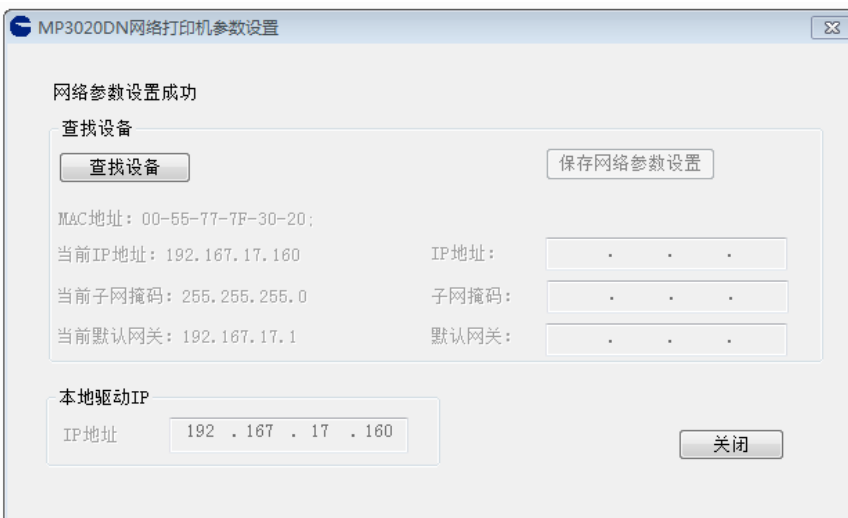 MP3020DN网络打印机参数设置
网络参数设置成功
查找设备
查找设备 保存网络参数设置
MAC地址: 00-55-77-7F-30-20;
当前IP地址: 192.167.17.160 IP地址: . . .
当前子网掩码: 255.255.255.0 子网掩码: . . .
当前默认网关: 192.167.17.1 默认网关: . . .
本地驱动IP
IP地址 192 . 167 . 17 . 160
关闭